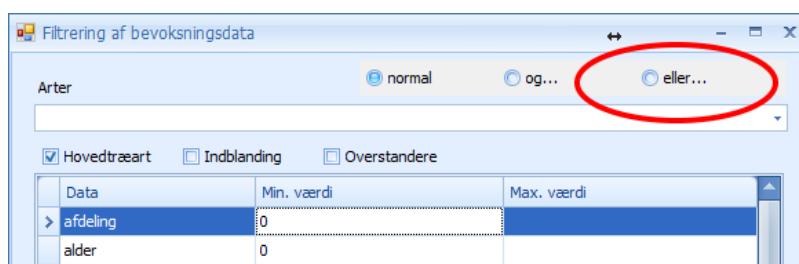 Filtrering af bevoksningsdata
Arter normal og... eller...
Hovedtræart Indblanding Overstandere
Data Min. værdi Max. værdi
afdeling 0
alder 0